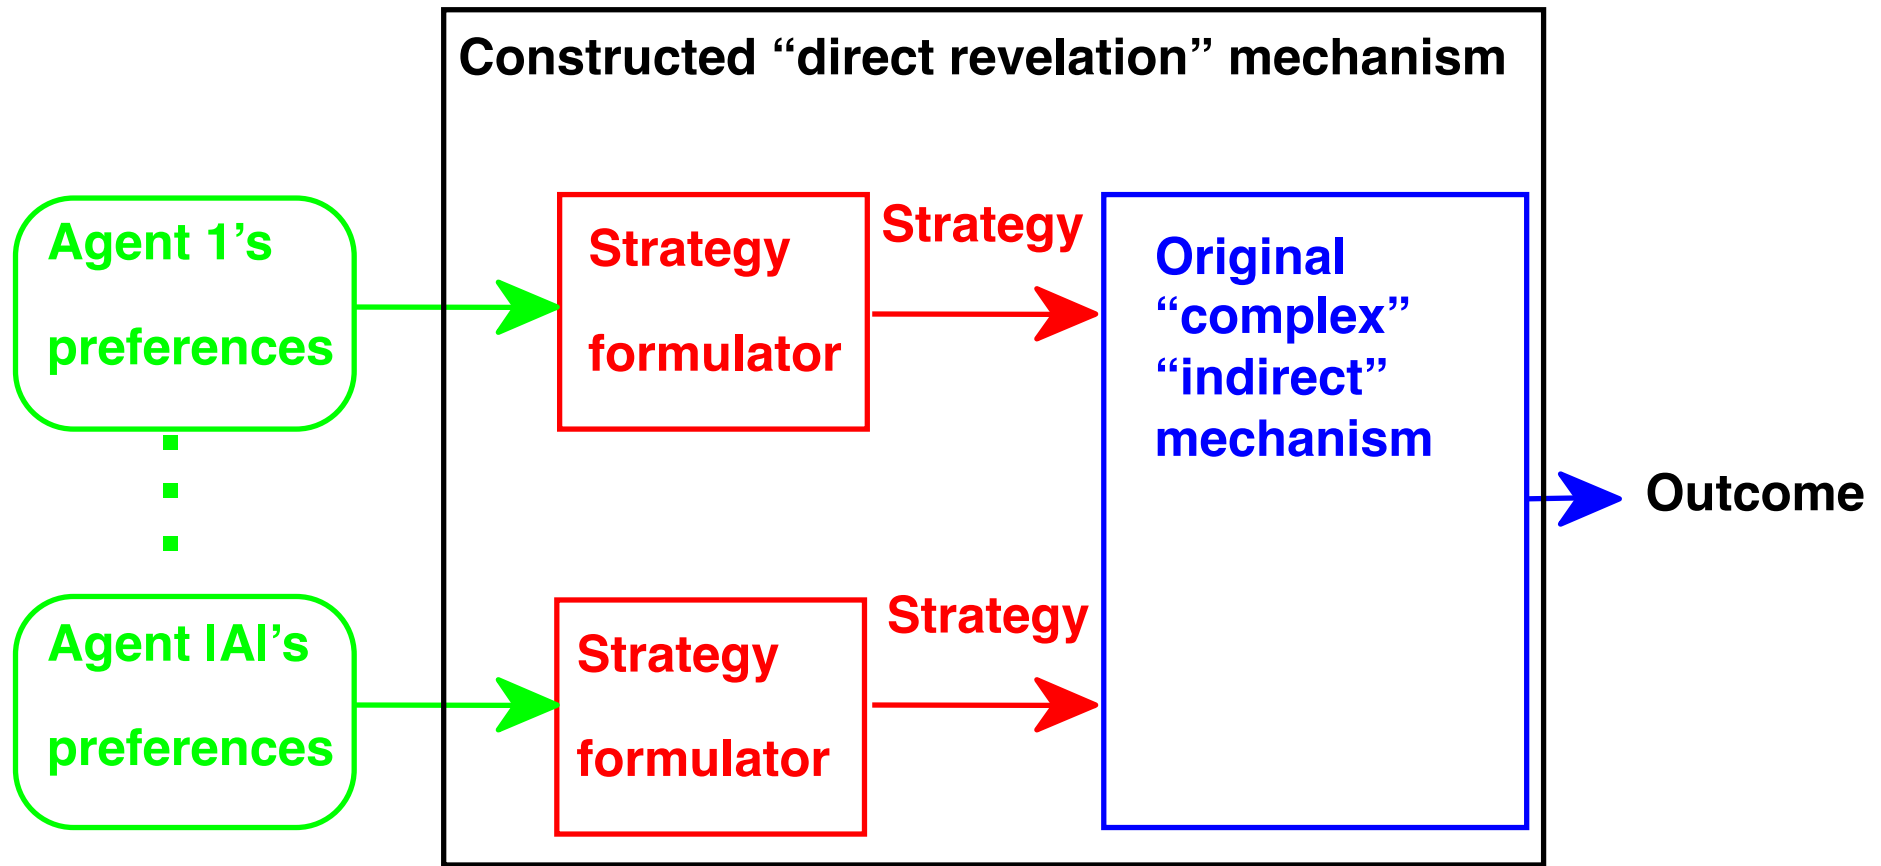 Constructed “direct revelation” mechanism
Agent 1’s
preferences
Strategy
formulator
Strategy
Original
“complex”
“indirect”
mechanism
Outcome
Agent IAI’s
preferences
Strategy
formulator
Strategy